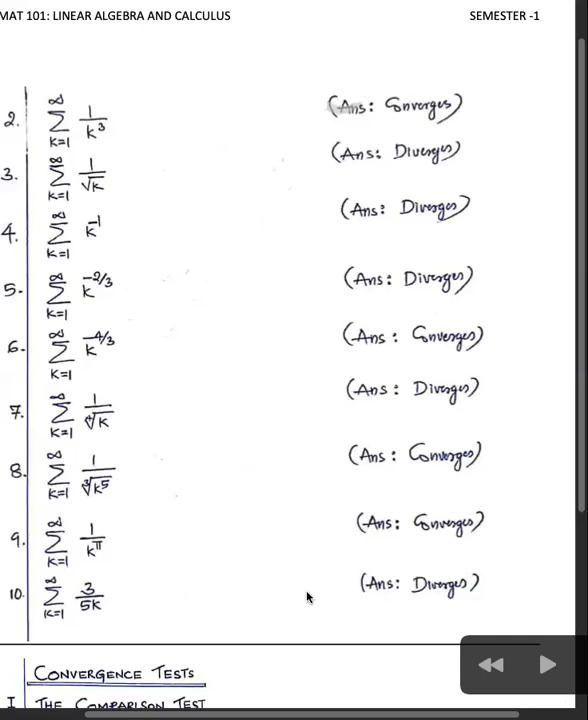 MAT 101: LINEAR ALGEBRA AND CALCULUS SEMESTER -1
2. ∞ Σ K=1 1/k³ (Ans: Converges)
3. ∞ Σ K=1 1/√K (Ans: Diverges)
4. ∞ Σ K=1 k⁻¹ (Ans: Diverges)
5. ∞ Σ K=1 k^(-2/3) (Ans: Diverges)
6. ∞ Σ K=1 k^(-4/3) (Ans: Converges)
7. ∞ Σ K=1 1/∜K (Ans: Diverges)
8. ∞ Σ K=1 1/∛K⁵ (Ans: Converges)
9. ∞ Σ K=1 1/k^π (Ans: Converges)
10. ∞ Σ K=1 3/5k (Ans: Diverges)
CONVERGENCE TESTS
I THE COMPARISON TEST